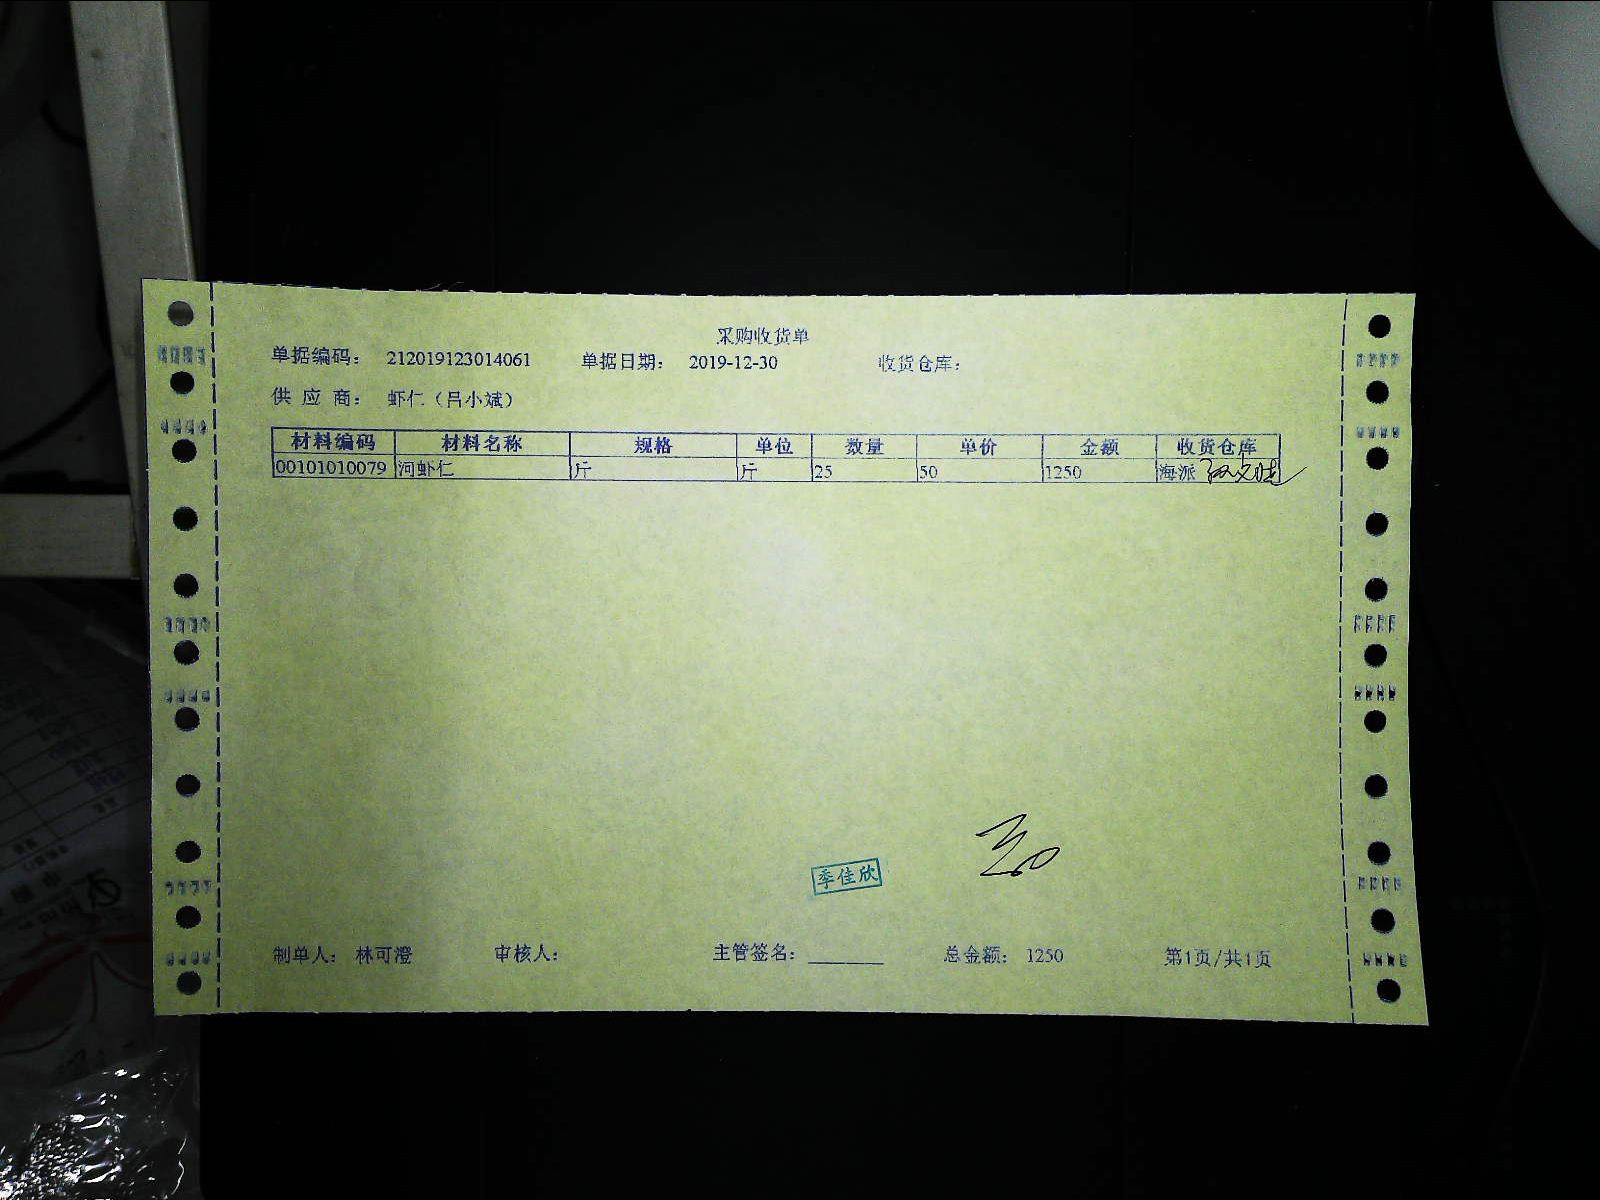 采购收货单
单据编码： 212019123014061 单据日期： 2019-12-30 收货仓库：
供 应 商： 虾仁（吕小斌）
材料编码 材料名称 规格 单位 数量 单价 金额 收货仓库
00101010079 河虾仁 斤 斤 25 50 1250 海派
季佳欣
制单人： 林可澄 审核人： 主管签名：________ 总金额： 1250 第1页/共1页